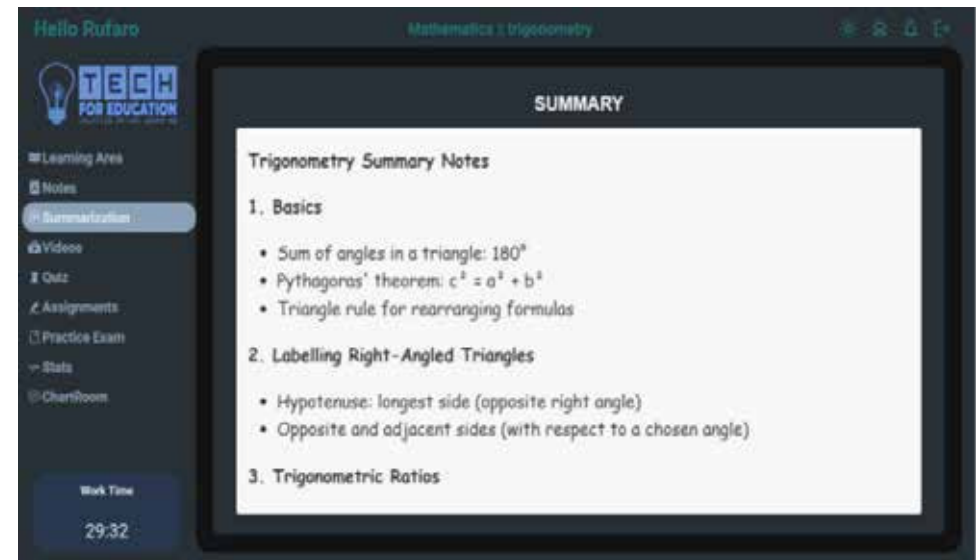 Hello Rufaro
Mathematics : trigonometry
TECH
FOR EDUCATION
Learning Area
Notes
Summarization
Videos
Quiz
Assignments
Practice Exam
Stats
Work Time
29:32
SUMMARY
Trigonometry Summary Notes
1. Basics
• Sum of angles in a triangle: 180°
• Pythagoras' theorem: c² = a² + b²
• Triangle rule for rearranging formulas
2. Labelling Right-Angled Triangles
• Hypotenuse: longest side (opposite right angle)
• Opposite and adjacent sides (with respect to a chosen angle)
3. Trigonometric Ratios